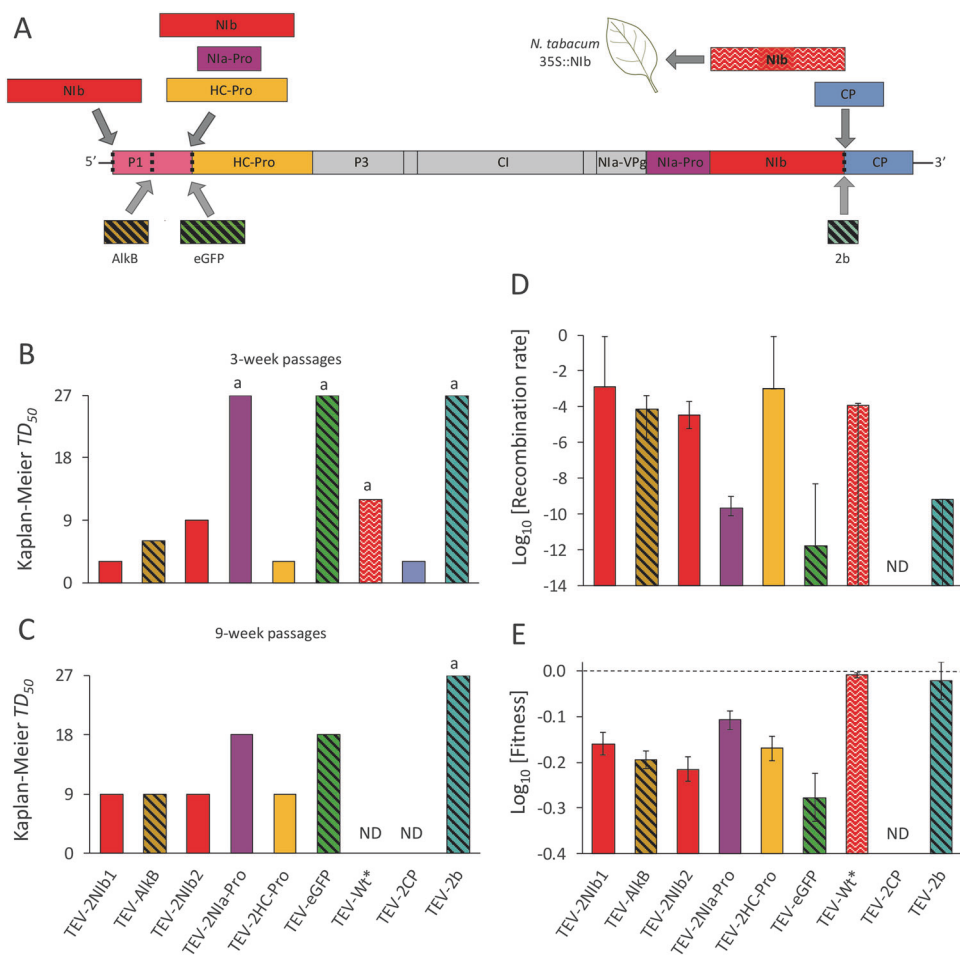 A
NIb
NIa-Pro
NIb
HC-Pro
N. tabacum
35S::NIb
NIb
CP
5′
P1
HC-Pro
P3
CI
NIa-VPg
NIa-Pro
NIb
CP
3′
AlkB
eGFP
2b
B
3-week passages
Kaplan-Meier TD50
27
18
9
0
a
a
a
a
C
9-week passages
Kaplan-Meier TD50
27
18
9
0
ND
ND
a
TEV-2NIb1
TEV-AlkB
TEV-2NIb2
TEV-2NIa-Pro
TEV-2HC-Pro
TEV-eGFP
TEV-Wt*
TEV-2CP
TEV-2b
D
Log10 [Recombination rate]
0
-2
-4
-6
-8
-10
-12
-14
ND
E
Log10 [Fitness]
0.0
-0.1
-0.2
-0.3
-0.4
ND
TEV-2NIb1
TEV-AlkB
TEV-2NIb2
TEV-2NIa-Pro
TEV-2HC-Pro
TEV-eGFP
TEV-Wt*
TEV-2CP
TEV-2b